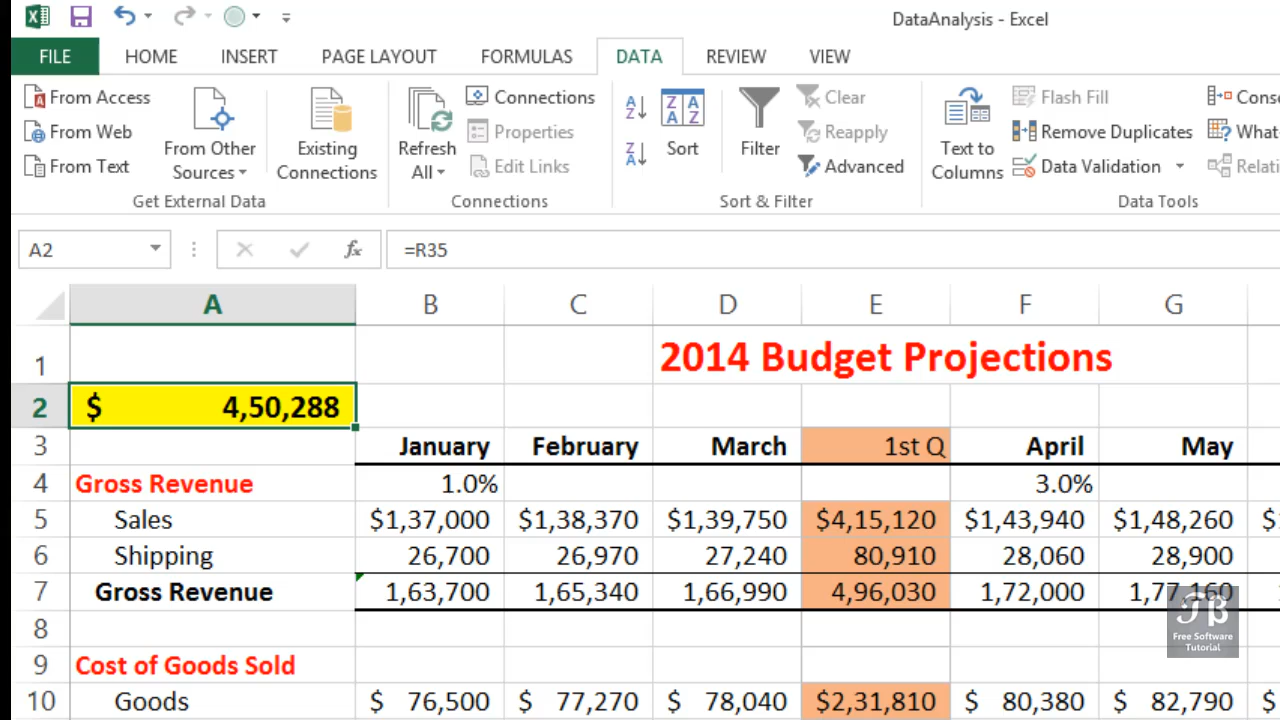 DataAnalysis - Excel
FILE HOME INSERT PAGE LAYOUT FORMULAS DATA REVIEW VIEW
From Access
From Web
From Text
From Other Sources
Existing Connections
Get External Data
Refresh All
Connections
Properties
Edit Links
Connections
Sort
Filter
Clear
Reapply
Advanced
Sort & Filter
Text to Columns
Flash Fill
Remove Duplicates
Data Validation
Conso
What
Relati
Data Tools
A2 fx =R35
A B C D E F G
1 2014 Budget Projections
2 $ 4,50,288
3 January February March 1st Q April May
4 Gross Revenue 1.0% 3.0%
5 Sales $1,37,000 $1,38,370 $1,39,750 $4,15,120 $1,43,940 $1,48,260
6 Shipping 26,700 26,970 27,240 80,910 28,060 28,900
7 Gross Revenue 1,63,700 1,65,340 1,66,990 4,96,030 1,72,000 1,77,160
8
9 Cost of Goods Sold
10 Goods $ 76,500 $ 77,270 $ 78,040 $2,31,810 $ 80,380 $ 82,790 $
Free Software
Tutorial